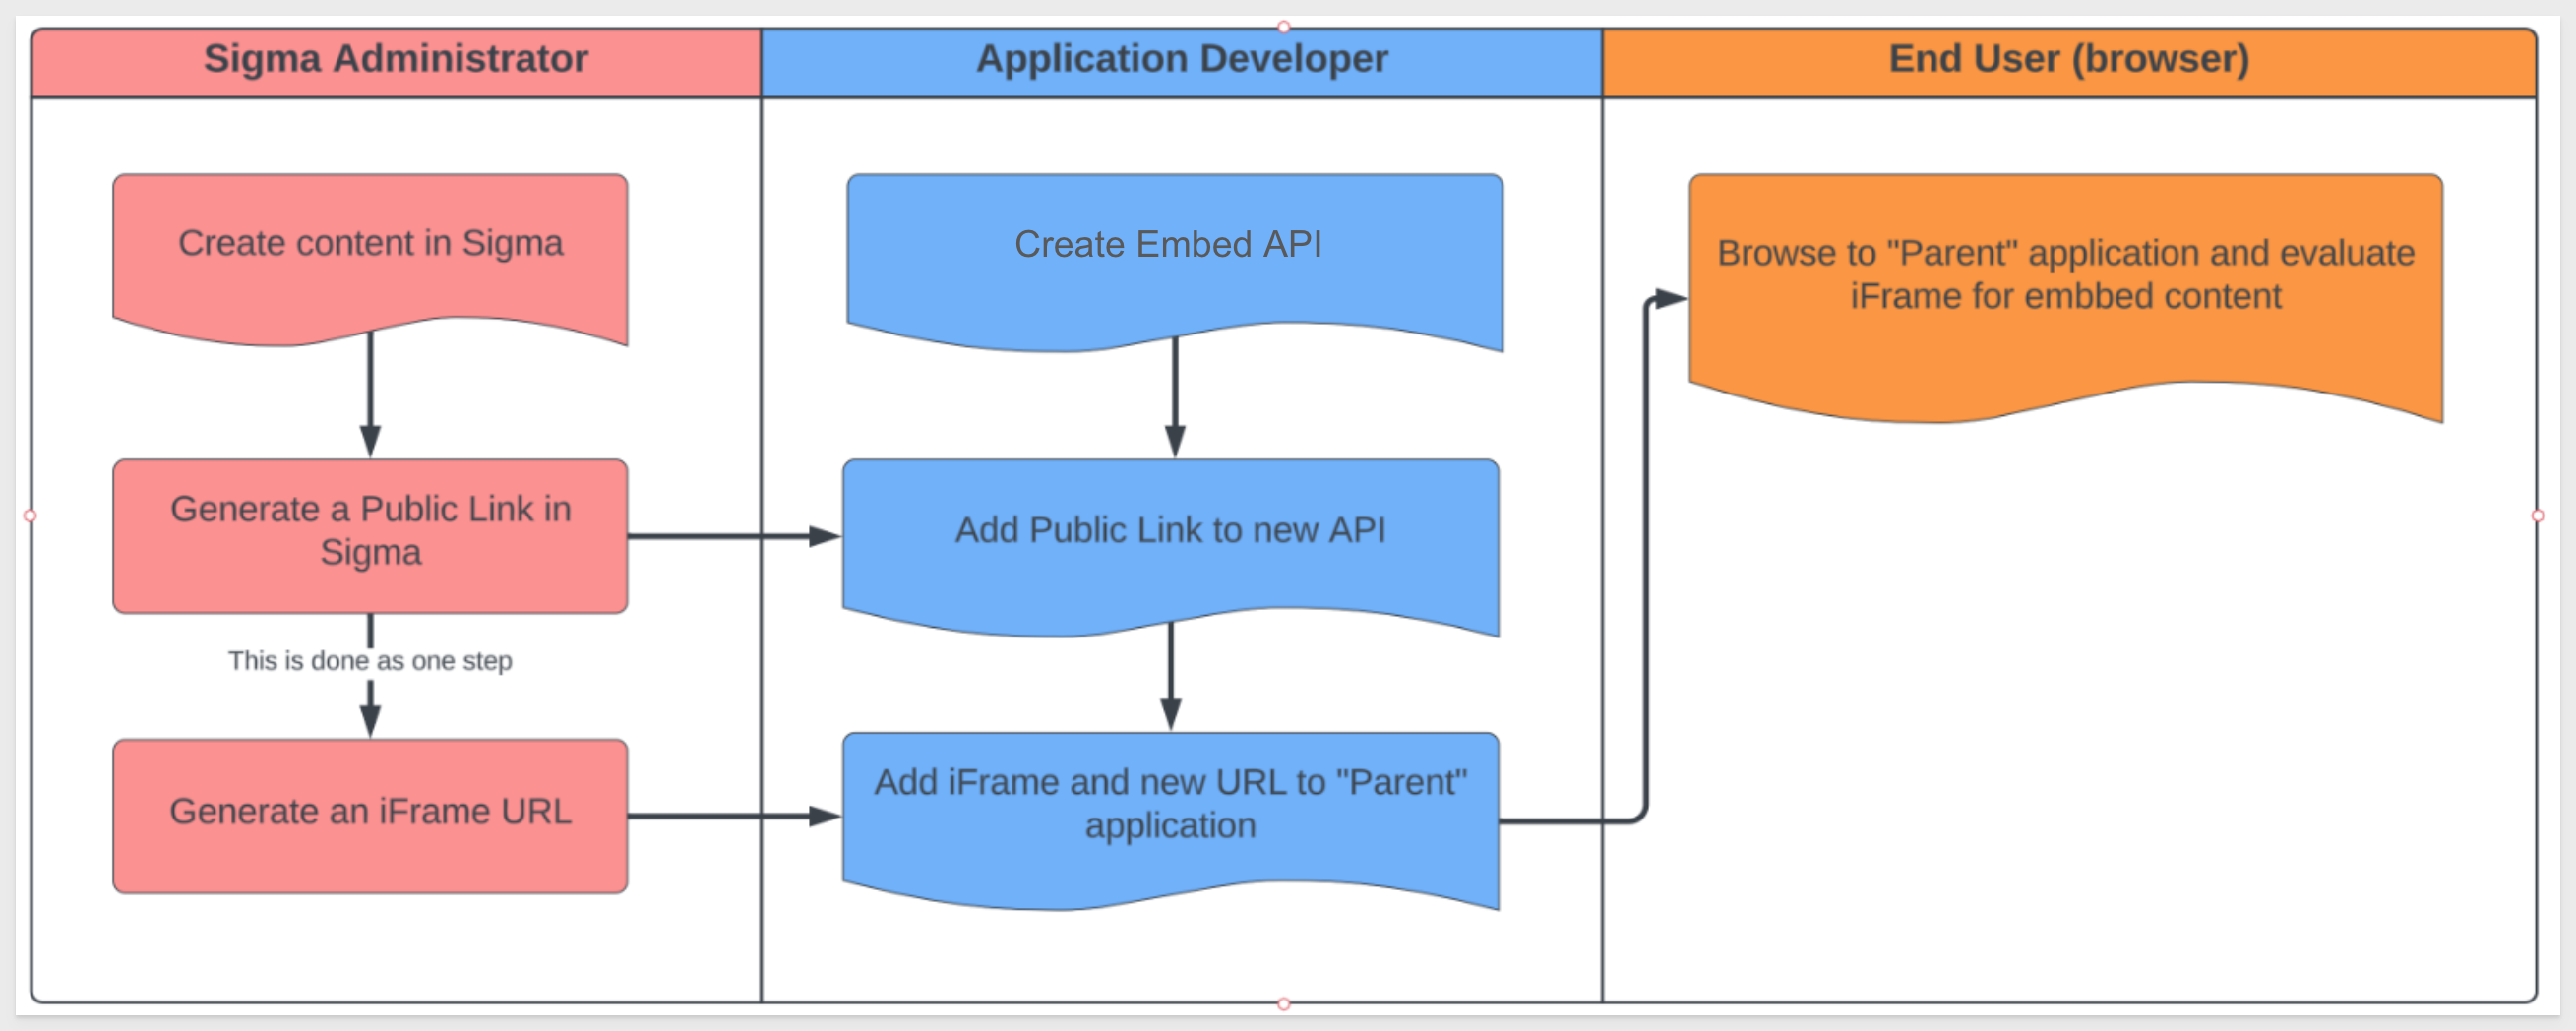 Sigma Administrator
Application Developer
End User (browser)
Create content in Sigma
Generate a Public Link in
Sigma
This is done as one step
Generate an iFrame URL
Create Embed API
Add Public Link to new API
Add iFrame and new URL to "Parent"
application
Browse to "Parent" application and evaluate
iFrame for embbed content